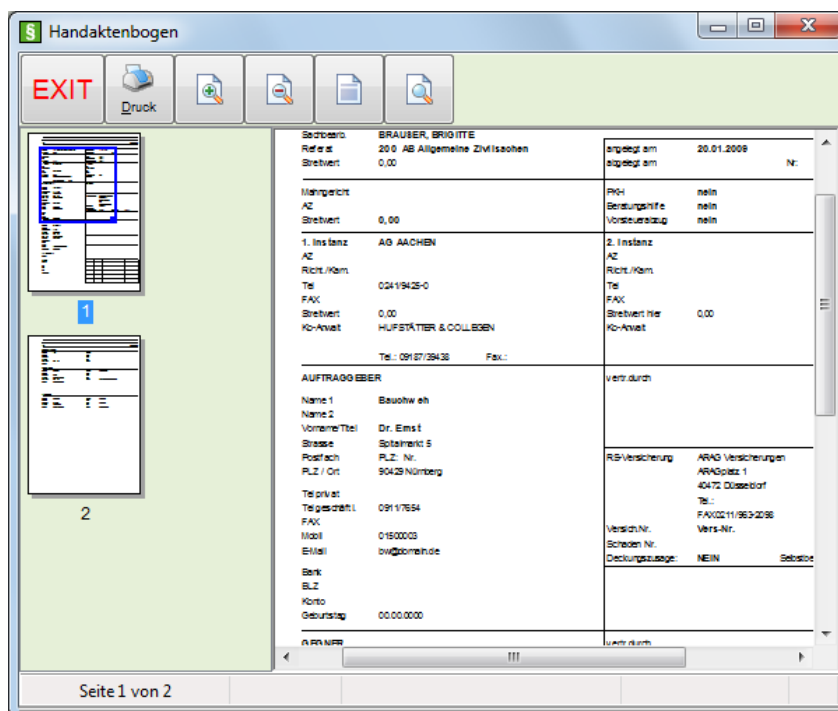 Handaktenbogen
EXIT
Druck
Sachbearb. BRAUSER, BRIGITTE
Referat 200 AB Allgemeine Zivilsachen angelegt am 20.01.2009
Streitwert 0,00 abgelegt am Nr:
Mahngericht PKH nein
AZ Beratungshilfe nein
Streitwert 0,00 Vorsteuerabzug nein
1. Instanz AG AACHEN 2. Instanz
AZ AZ
Richt./Kam. Richt./Kam.
Tel 0241/9425-0 Tel
FAX FAX
Streitwert 0,00 Streitwert hier 0,00
Ko-Anwalt HUFSTÄTTER & COLLEGEN Ko-Anwalt
Tel.: 09187/39438 Fax.:
AUFTRAGGEBER vertr.durch
Name 1 Bauchweh
Name 2
Vorname/Titel Dr. Ernst
Strasse Spitalmarkt 5
Postfach PLZ: Nr. RS-Versicherung ARAG Versicherungen
PLZ / Ort 90429 Nürnberg ARAGplatz 1
40472 Düsseldorf
Tel privat Tel.:
Tel geschäftl. 0911/7654 FAX0211/963-2098
FAX Versich.Nr. Vers-Nr.
Mobil 01500003 Schaden Nr.
E-Mail bw@domain.de Deckungszusage: NEIN Selbstbe
Bank
BLZ
Konto
Geburtstag 00.00.0000
GEGNER vertr.durch
1
2
Seite 1 von 2